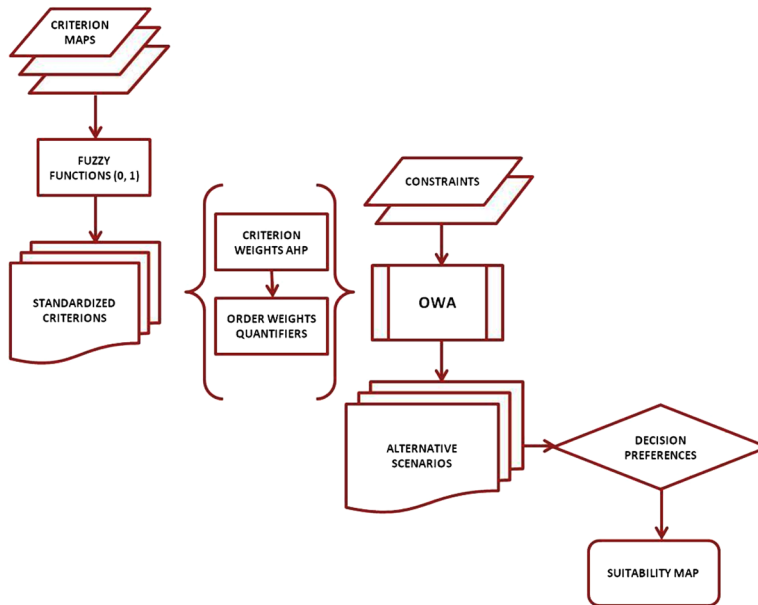 CRITERION
MAPS
FUZZY
FUNCTIONS (0, 1)
STANDARDIZED
CRITERIONS
CRITERION
WEIGHTS AHP
ORDER WEIGHTS
QUANTIFIERS
CONSTRAINTS
OWA
ALTERNATIVE
SCENARIOS
DECISION
PREFERENCES
SUITABILITY MAP